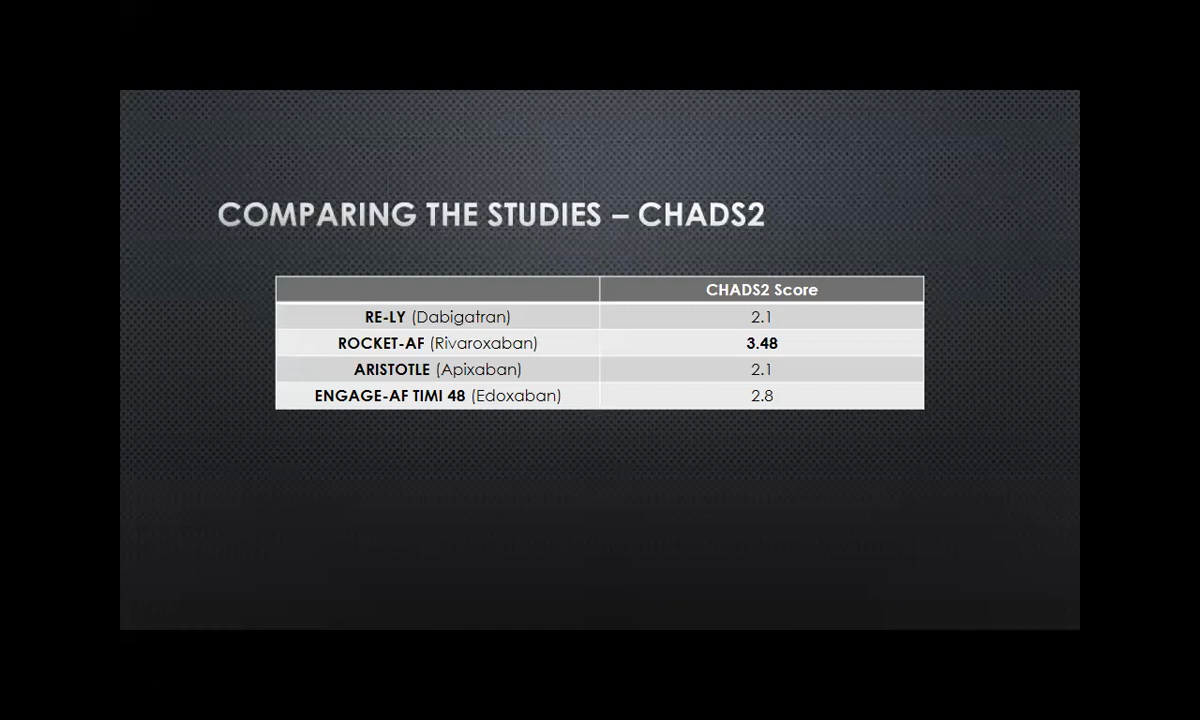 COMPARING THE STUDIES – CHADS2
CHADS2 Score
RE-LY (Dabigatran) 2.1
ROCKET-AF (Rivaroxaban) 3.48
ARISTOTLE (Apixaban) 2.1
ENGAGE-AF TIMI 48 (Edoxaban) 2.8